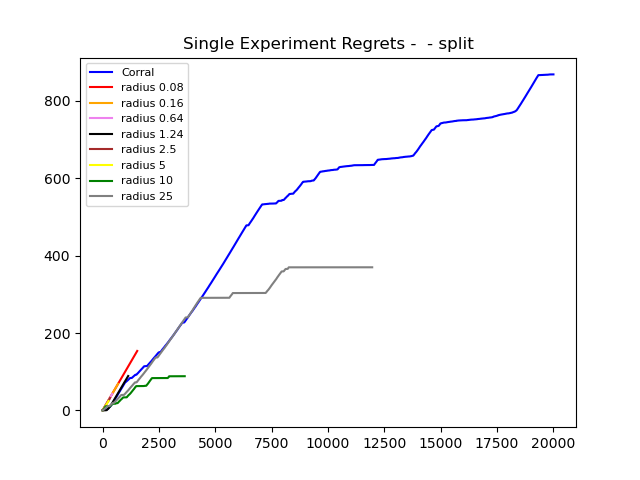 Single Experiment Regrets -  - split
Corral
radius 0.08
radius 0.16
radius 0.64
radius 1.24
radius 2.5
radius 5
radius 10
radius 25
800
600
400
200
0
0 2500 5000 7500 10000 12500 15000 17500 20000